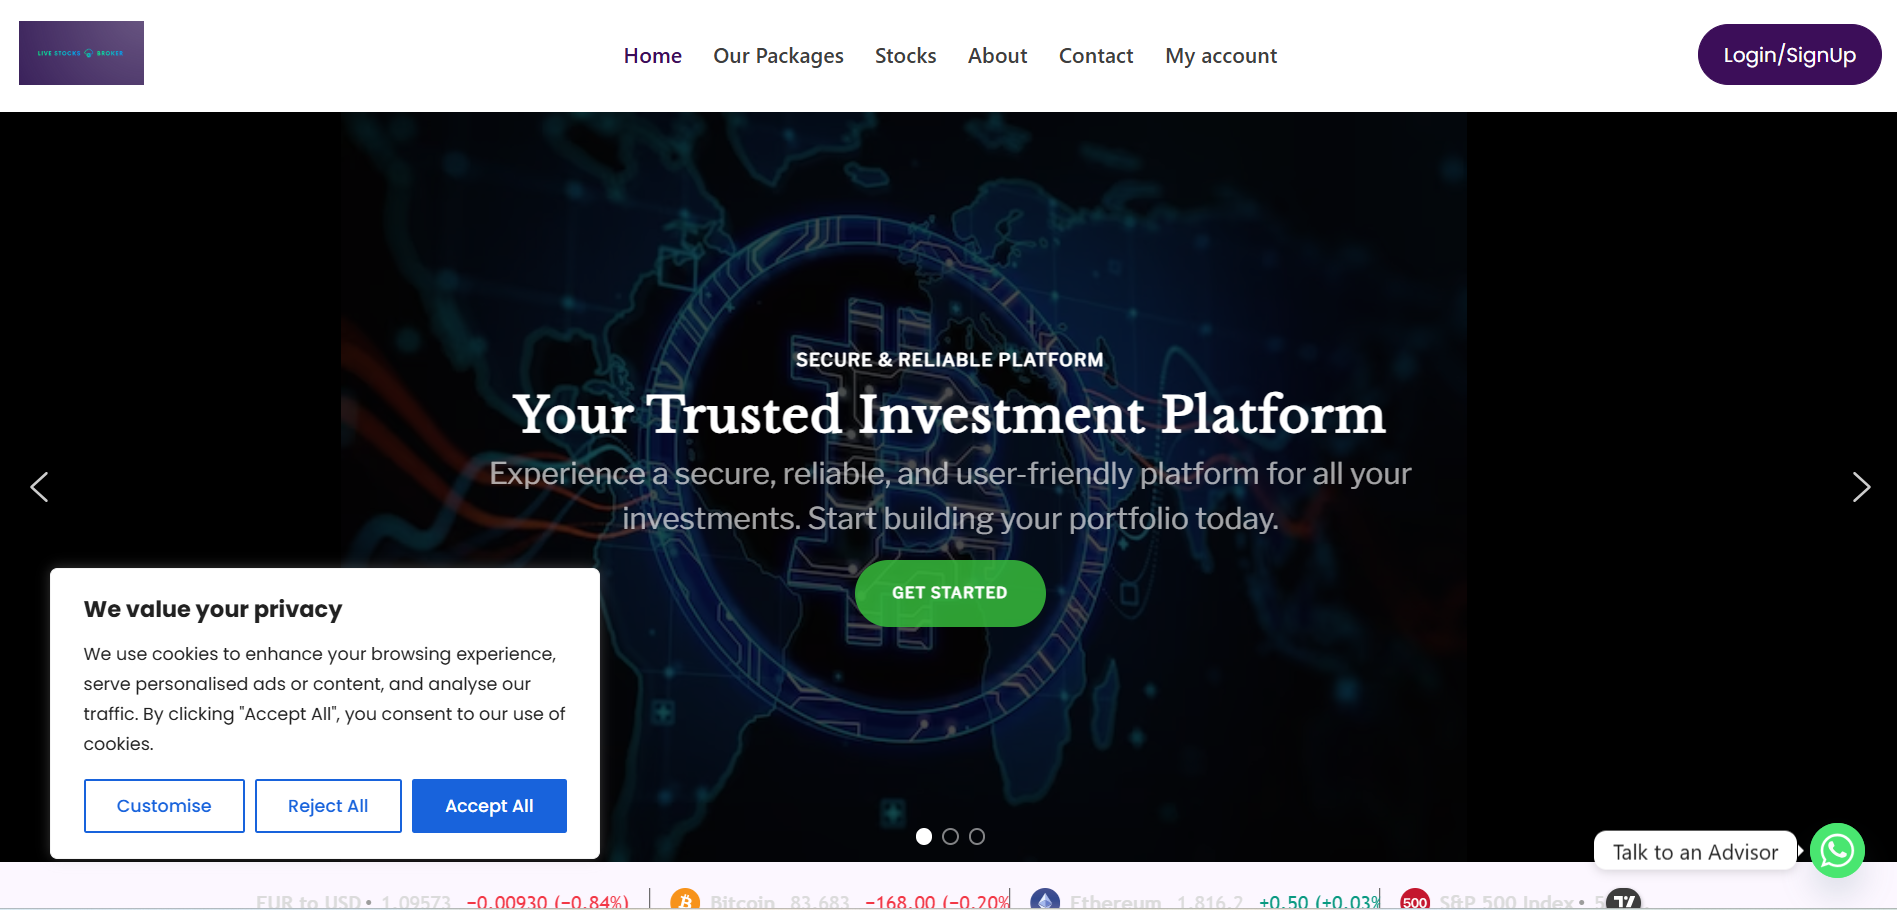 LIVE STOCKS BROKER
Home Our Packages Stocks About Contact My account
Login/SignUp
SECURE & RELIABLE PLATFORM
Your Trusted Investment Platform
Experience a secure, reliable, and user-friendly platform for all your
investments. Start building your portfolio today.
GET STARTED
We value your privacy
We use cookies to enhance your browsing experience,
serve personalised ads or content, and analyse our
traffic. By clicking "Accept All", you consent to our use of
cookies.
Customise Reject All Accept All
Talk to an Advisor
EUR to USD • 1.09573 −0.00930 (−0.84%) Bitcoin 83,683 −168.00 (−0.20% Ethereum 1,816.2 +0.50 (+0.03% 500 S&P 500 Index • 5